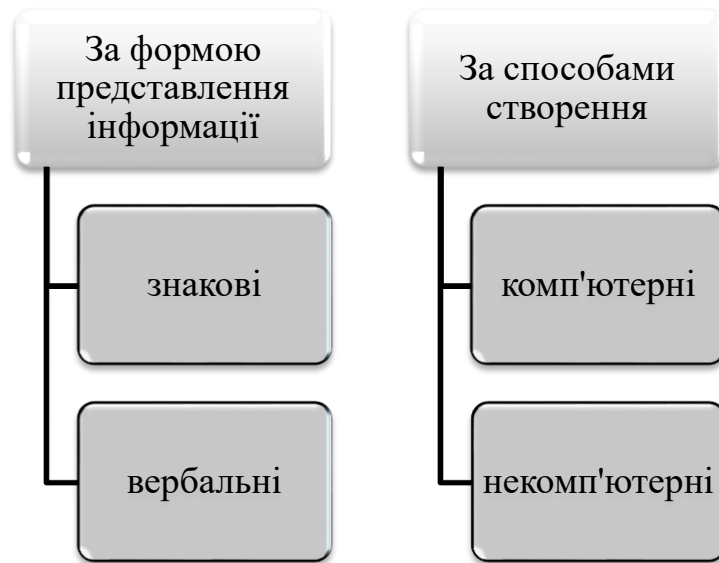 За формою
представлення
інформації
знакові
вербальні
За способами
створення
комп'ютерні
некомп'ютерні